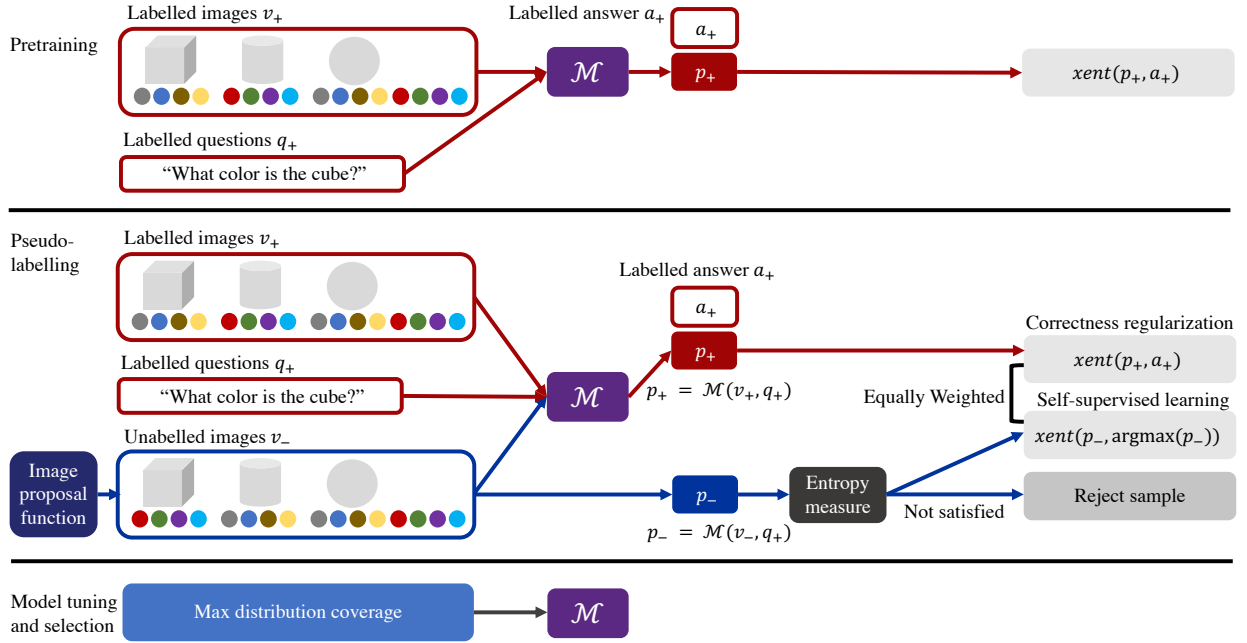 Labelled images v₊
Labelled answer a₊
Pretraining
a₊
ℳ
p₊
xent(p₊, a₊)
Labelled questions q₊
“What color is the cube?”
Pseudo-
labelling
Labelled images v₊
Labelled answer a₊
a₊
Correctness regularization
p₊
xent(p₊, a₊)
Labelled questions q₊
“What color is the cube?”
ℳ
p₊ = ℳ(v₊, q₊)
Equally Weighted
Self-supervised learning
Unabelled images v₋
xent(p₋, argmax(p₋))
Image
proposal
function
p₋
Entropy
measure
Reject sample
Not satisfied
p₋ = ℳ(v₋, q₊)
Model tuning
and selection
Max distribution coverage
ℳ